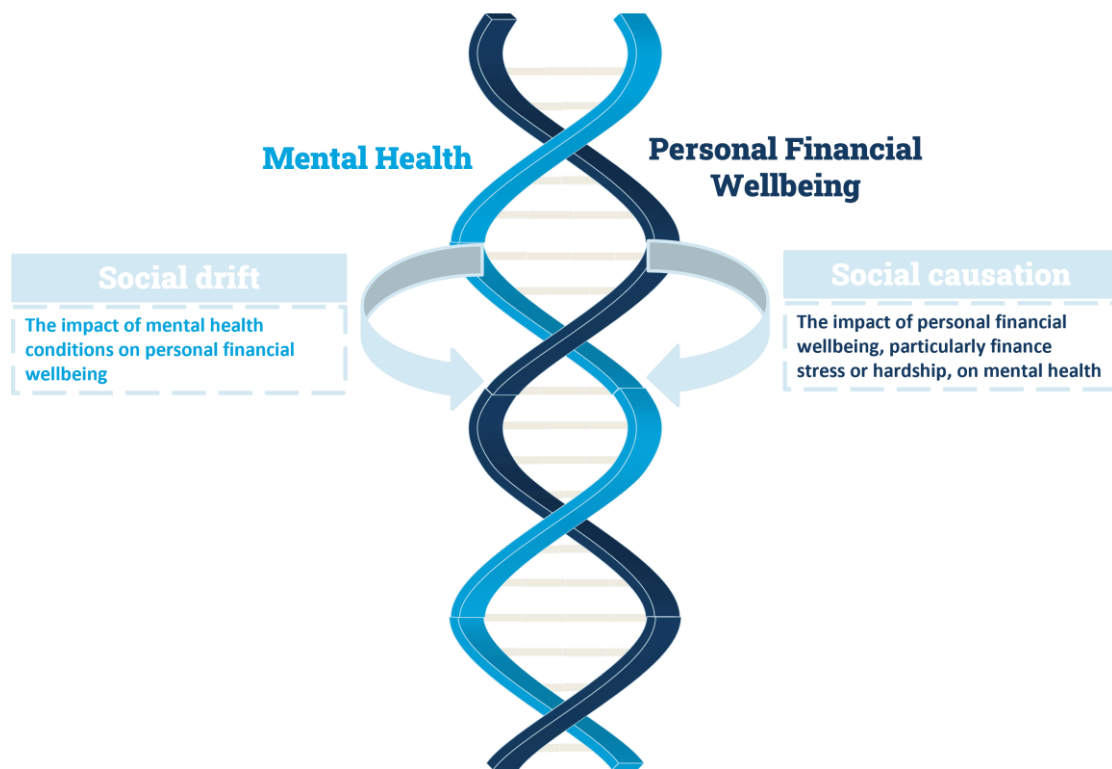 Mental Health
Personal Financial
Wellbeing
Social drift
The impact of mental health
conditions on personal financial
wellbeing
Social causation
The impact of personal financial
wellbeing, particularly finance
stress or hardship, on mental health